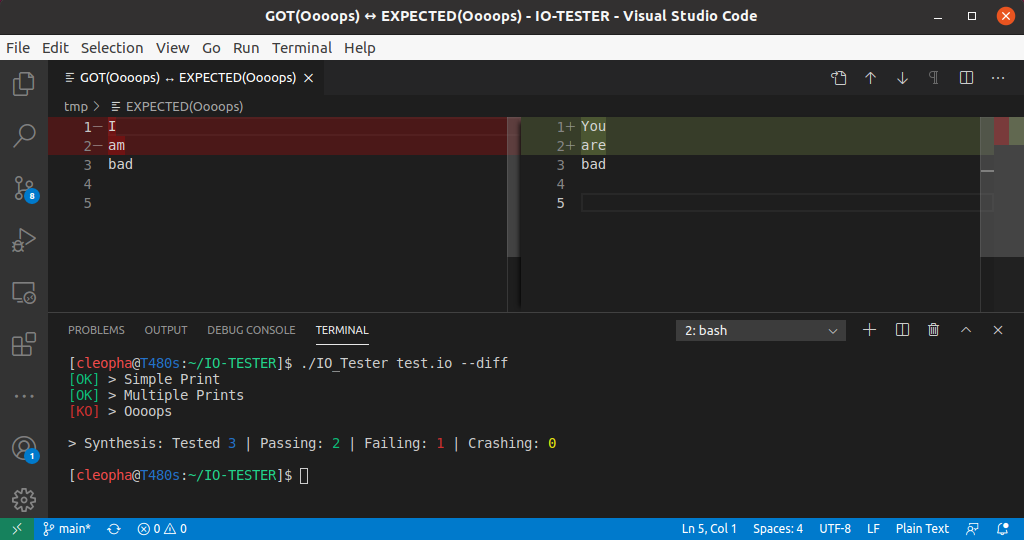 GOT(Oooops) ↔ EXPECTED(Oooops) - IO-TESTER - Visual Studio Code
File Edit Selection View Go Run Terminal Help
GOT(Oooops) ↔ EXPECTED(Oooops)
tmp > EXPECTED(Oooops)
1− I
2− am
3 bad
4
5
1+ You
2+ are
3 bad
4
5
8
1
PROBLEMS OUTPUT DEBUG CONSOLE TERMINAL 2: bash
[cleopha@T480s:~/IO-TESTER]$ ./IO_Tester test.io --diff
[OK] > Simple Print
[OK] > Multiple Prints
[KO] > Oooops
> Synthesis: Tested 3 | Passing: 2 | Failing: 1 | Crashing: 0
[cleopha@T480s:~/IO-TESTER]$
main* 0 0 Ln 5, Col 1 Spaces: 4 UTF-8 LF Plain Text